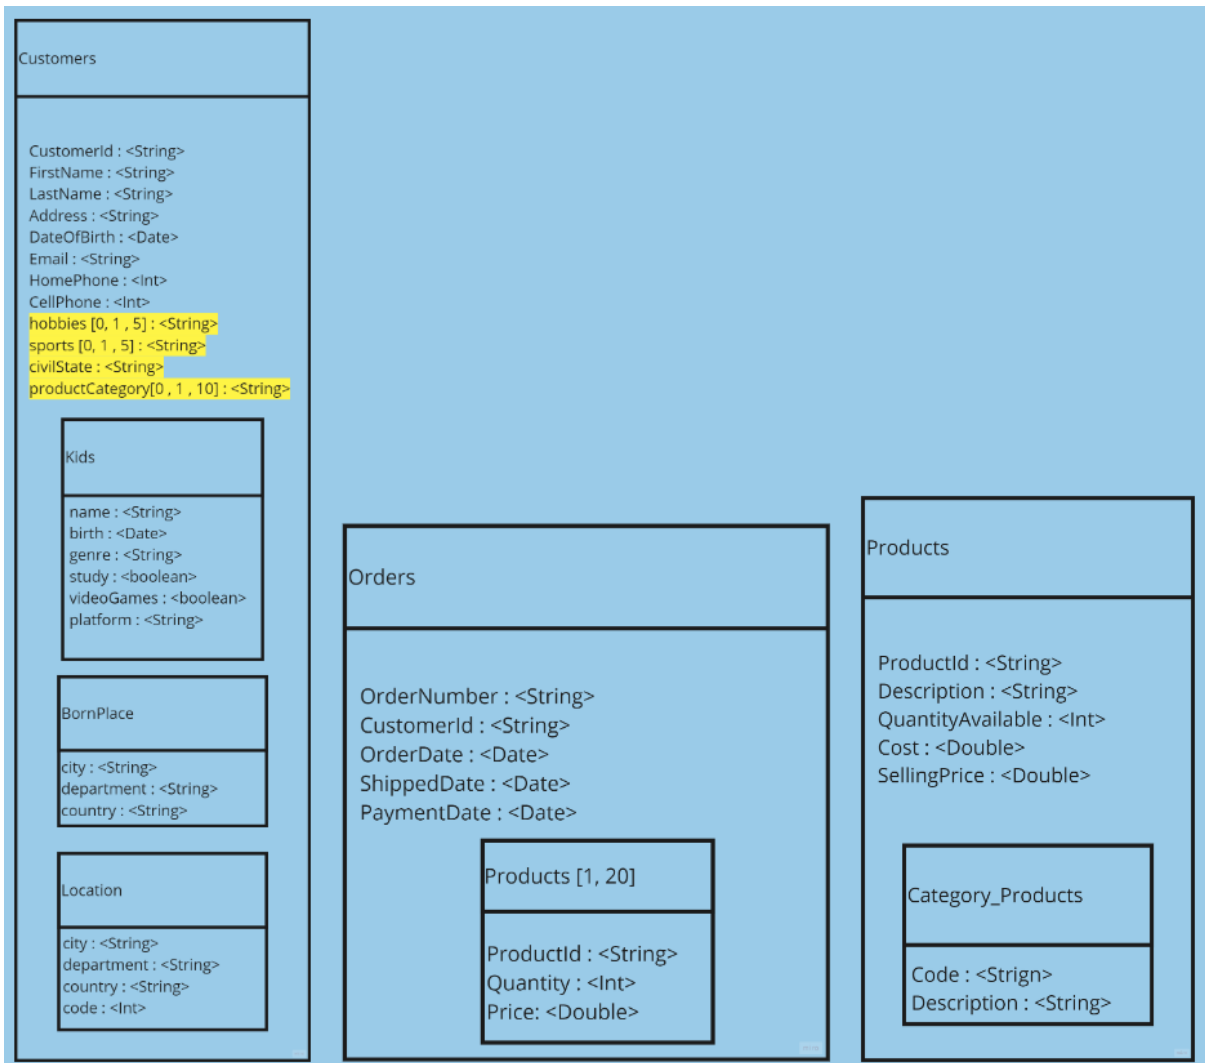 Customers
CustomerId : <String>
FirstName : <String>
LastName : <String>
Address : <String>
DateOfBirth : <Date>
Email : <String>
HomePhone : <Int>
CellPhone : <Int>
hobbies [0, 1 , 5] : <String>
sports [0, 1 , 5] : <String>
civilState : <String>
productCategory[0 , 1 , 10] : <String>
Kids
name : <String>
birth : <Date>
genre : <String>
study : <boolean>
videoGames : <boolean>
platform : <String>
BornPlace
city : <String>
department : <String>
country : <String>
Location
city : <String>
department : <String>
country : <String>
code : <Int>
Orders
OrderNumber : <String>
CustomerId : <String>
OrderDate : <Date>
ShippedDate : <Date>
PaymentDate : <Date>
Products [1, 20]
ProductId : <String>
Quantity : <Int>
Price: <Double>
Products
ProductId : <String>
Description : <String>
QuantityAvailable : <Int>
Cost : <Double>
SellingPrice : <Double>
Category_Products
Code : <Strign>
Description : <String>